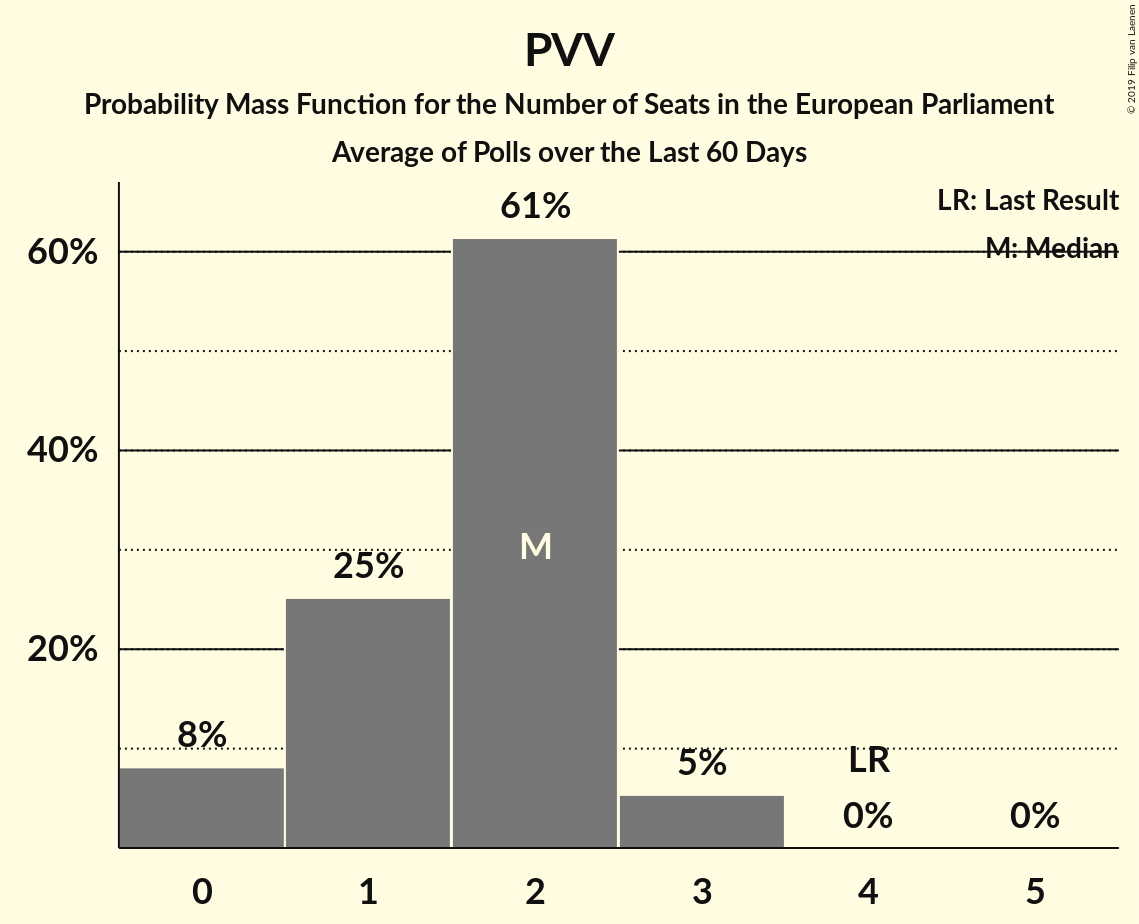 PVV
Probability Mass Function for the Number of Seats in the European Parliament
Average of Polls over the Last 60 Days
© 2019 Filip van Laenen
LR: Last Result
M: Median
60%
40%
20%
61%
25%
8%
5%
0%
0%
M
LR
0 1 2 3 4 5